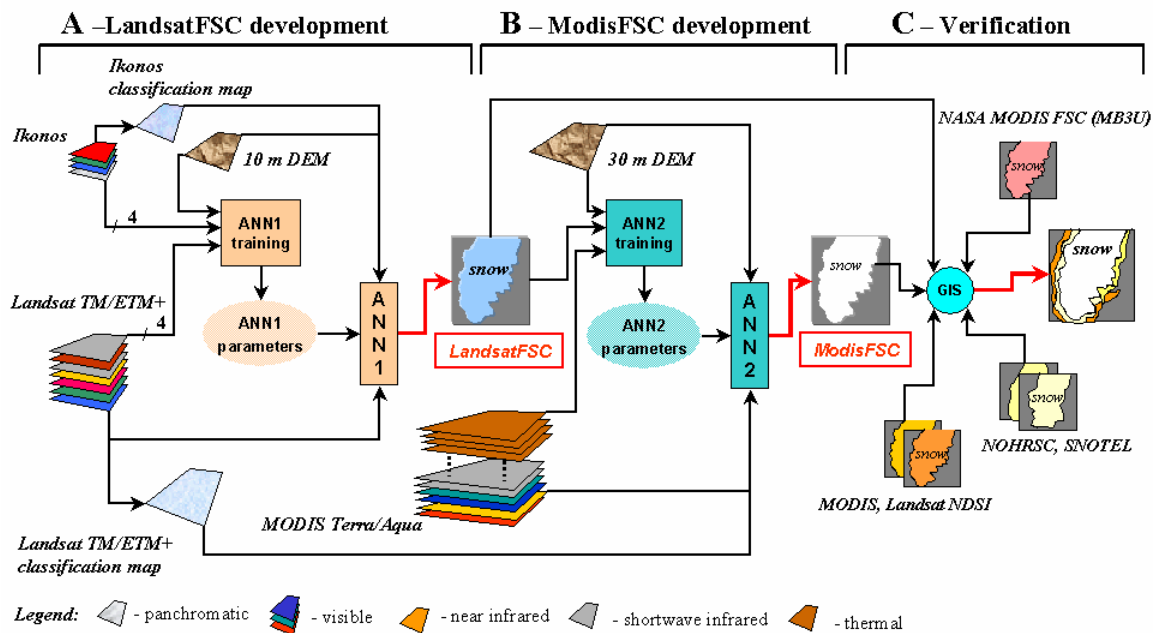 A –LandsatFSC development
B – ModisFSC development
C – Verification
Ikonos
classification map
Ikonos
10 m DEM
4
ANN1
training
Landsat TM/ETM+
4
ANN1
parameters
A
N
N
1
snow
LandsatFSC
30 m DEM
ANN2
training
ANN2
parameters
A
N
N
2
snow
ModisFSC
NASA MODIS FSC (MB3U)
snow
GIS
snow
snow
NOHRSC, SNOTEL
snow
MODIS, Landsat NDSI
MODIS Terra/Aqua
Landsat TM/ETM+
classification map
Legend: - panchromatic - visible - near infrared - shortwave infrared - thermal